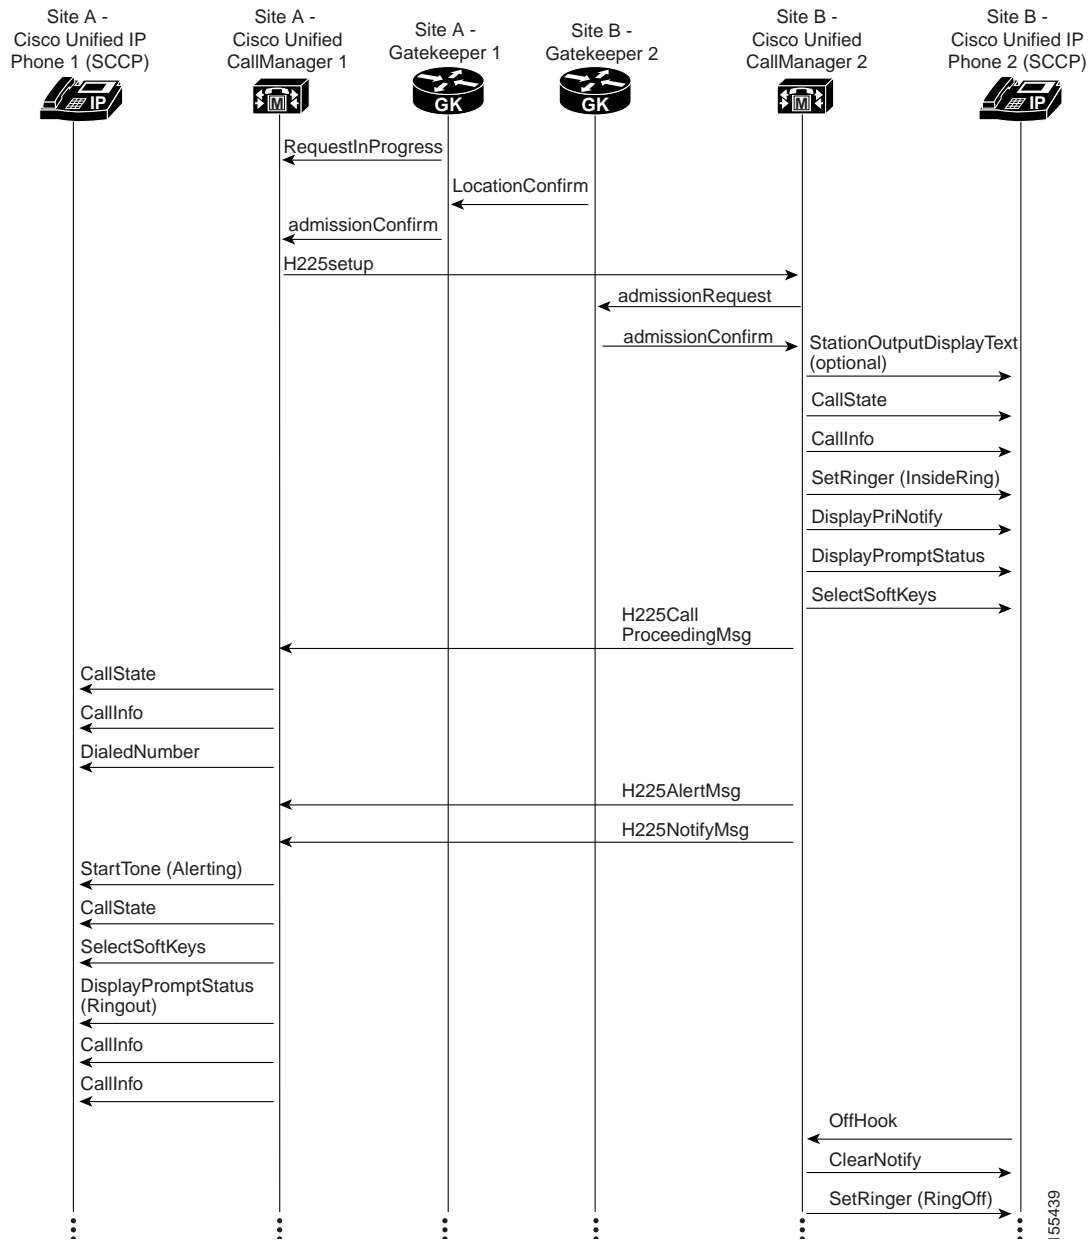 Site A -
Cisco Unified IP
Phone 1 (SCCP)
Site A -
Cisco Unified
CallManager 1
Site A -
Gatekeeper 1
Site B -
Gatekeeper 2
Site B -
Cisco Unified
CallManager 2
Site B -
Cisco Unified IP
Phone 2 (SCCP)
IP
M
GK
GK
M
IP
RequestInProgress
LocationConfirm
admissionConfirm
H225setup
admissionRequest
admissionConfirm
StationOutputDisplayText
(optional)
CallState
CallInfo
SetRinger (InsideRing)
DisplayPriNotify
DisplayPromptStatus
SelectSoftKeys
H225Call
ProceedingMsg
CallState
CallInfo
DialedNumber
H225AlertMsg
H225NotifyMsg
StartTone (Alerting)
CallState
SelectSoftKeys
DisplayPromptStatus
(Ringout)
CallInfo
CallInfo
OffHook
ClearNotify
SetRinger (RingOff)
155439